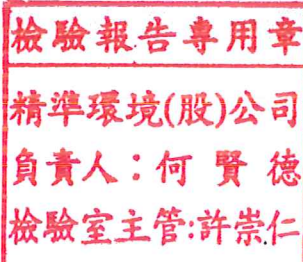 檢驗報告專用章
精準環境(股)公司
負責人：何賢德
檢驗室主管:許崇仁